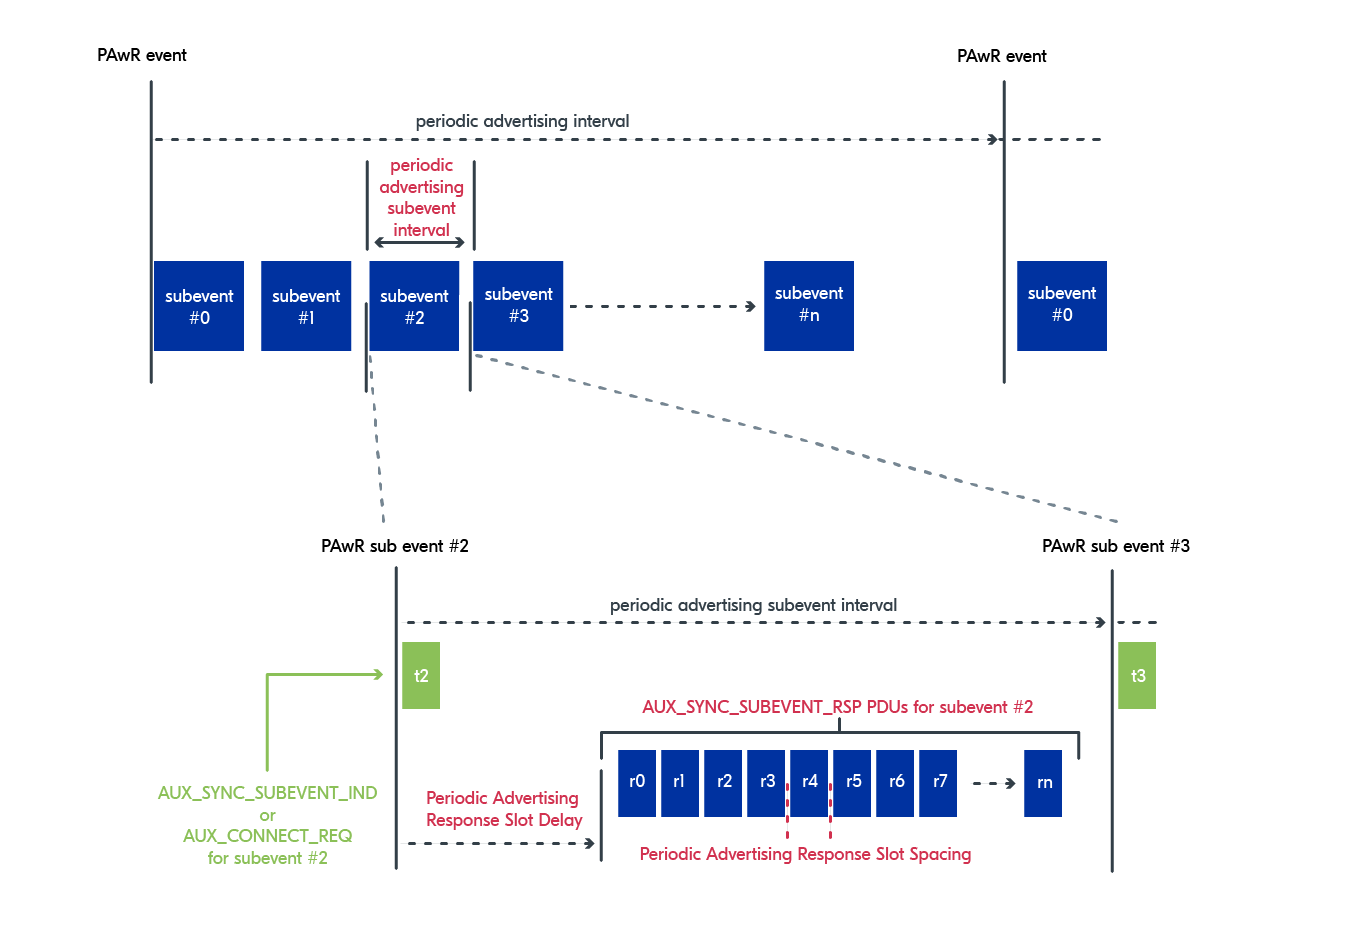 PAwR event
PAwR event
periodic advertising interval
periodic
advertising
subevent
interval
subevent
#0
subevent
#1
subevent
#2
subevent
#3
subevent
#n
subevent
#0
PAwR sub event #2
PAwR sub event #3
periodic advertising subevent interval
t2
t3
AUX_SYNC_SUBEVENT_RSP PDUs for subevent #2
r0
r1
r2
r3
r4
r5
r6
r7
rn
AUX_SYNC_SUBEVENT_IND
or
AUX_CONNECT_REQ
for subevent #2
Periodic Advertising
Response Slot Delay
Periodic Advertising Response Slot Spacing